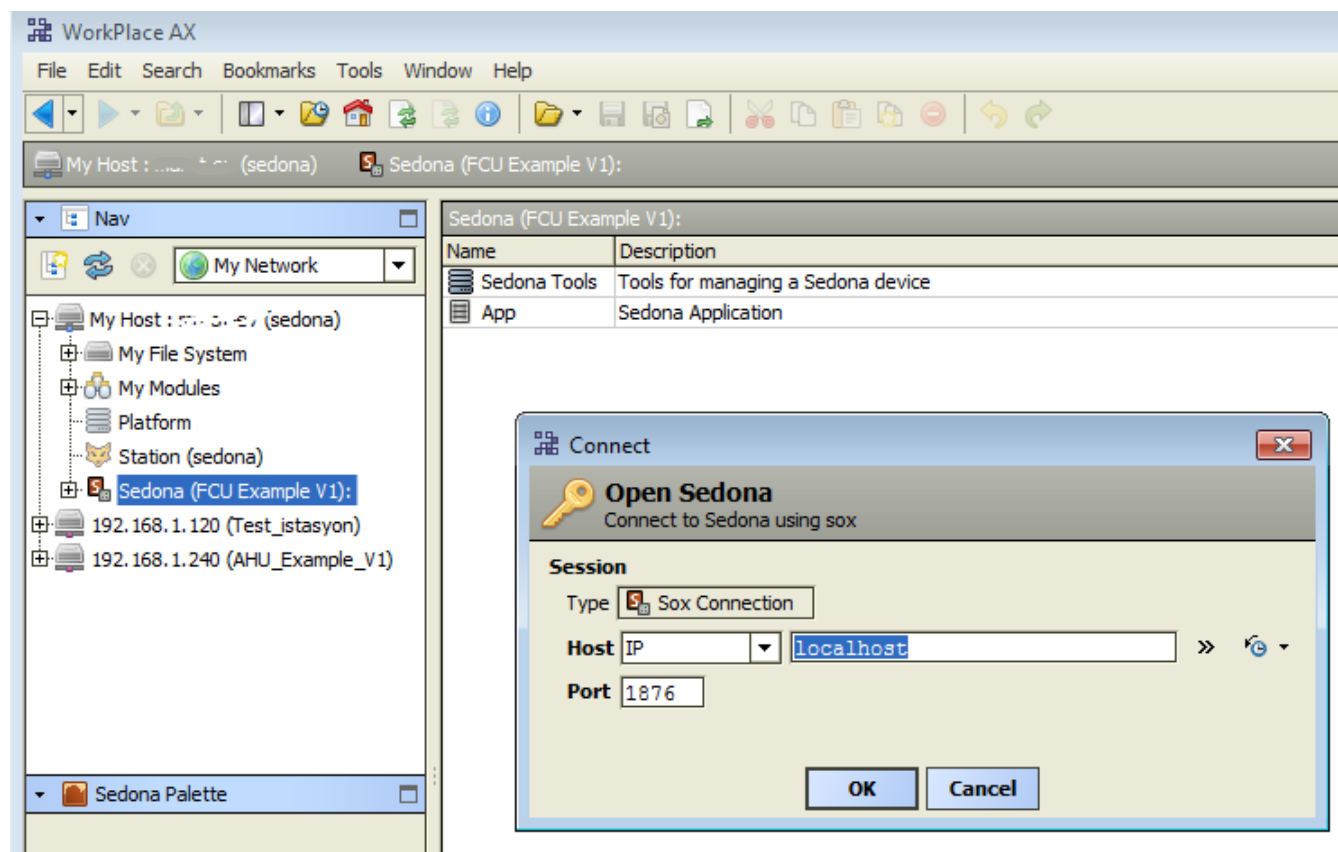 WorkPlace AX
File Edit Search Bookmarks Tools Window Help
My Host : (sedona) Sedona (FCU Example V1):
Nav
My Network
My Host : (sedona)
My File System
My Modules
Platform
Station (sedona)
Sedona (FCU Example V1):
192.168.1.120 (Test_istasyon)
192.168.1.240 (AHU_Example_V1)
Sedona Palette
Sedona (FCU Example V1):
Name Description
Sedona Tools Tools for managing a Sedona device
App Sedona Application
Connect
Open Sedona
Connect to Sedona using sox
Session
Type Sox Connection
Host IP localhost
Port 1876
OK Cancel